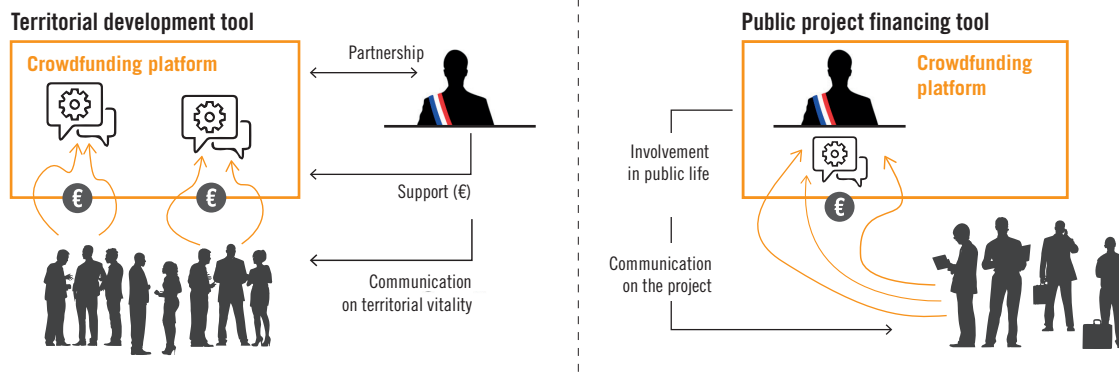 Territorial development tool
Crowdfunding platform
€
€
Partnership
Support (€)
Communication
on territorial vitality
Public project financing tool
Crowdfunding
platform
€
Involvement
in public life
Communication
on the project